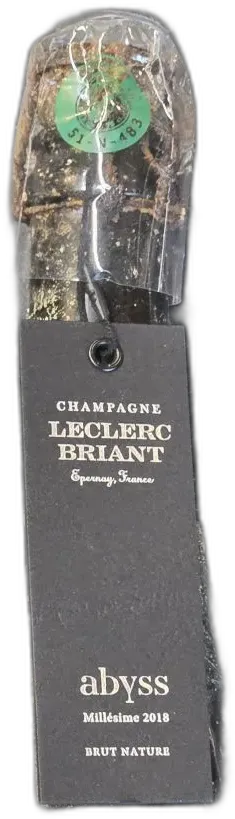 51-V-483
CHAMPAGNE
LECLERC
BRIANT
Epernay, France
abyss
Millésime 2018
BRUT NATURE